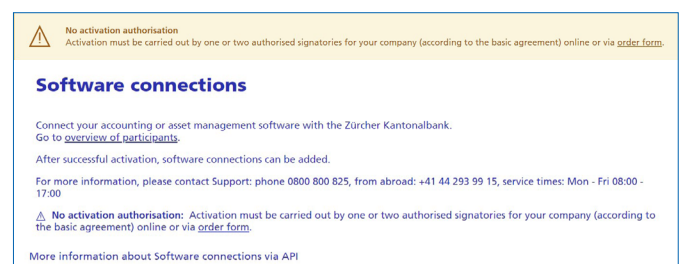 No activation authorisation
Activation must be carried out by one or two authorised signatories for your company (according to the basic agreement) online or via order form.
Software connections
Connect your accounting or asset management software with the Zürcher Kantonalbank.
Go to overview of participants.
After successful activation, software connections can be added.
For more information, please contact Support: phone 0800 800 825, from abroad: +41 44 293 99 15, service times: Mon - Fri 08:00 -
17:00
No activation authorisation: Activation must be carried out by one or two authorised signatories for your company (according to
the basic agreement) online or via order form.
More information about Software connections via API